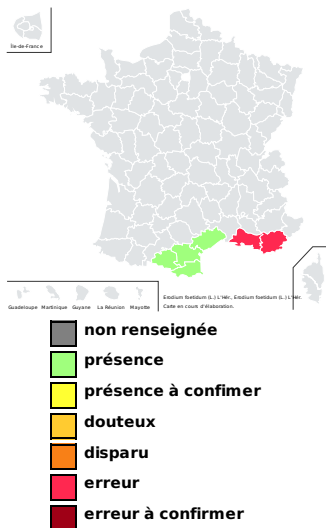 Île-de-France
Guadeloupe Martinique Guyane La Réunion Mayotte
Erodium foetidum (L.) L'Hér., Erodium foetidum (L.) L'Hér.
Carte en cours d'élaboration.
non renseignée
présence
présence à confimer
douteux
disparu
erreur
erreur à confirmer